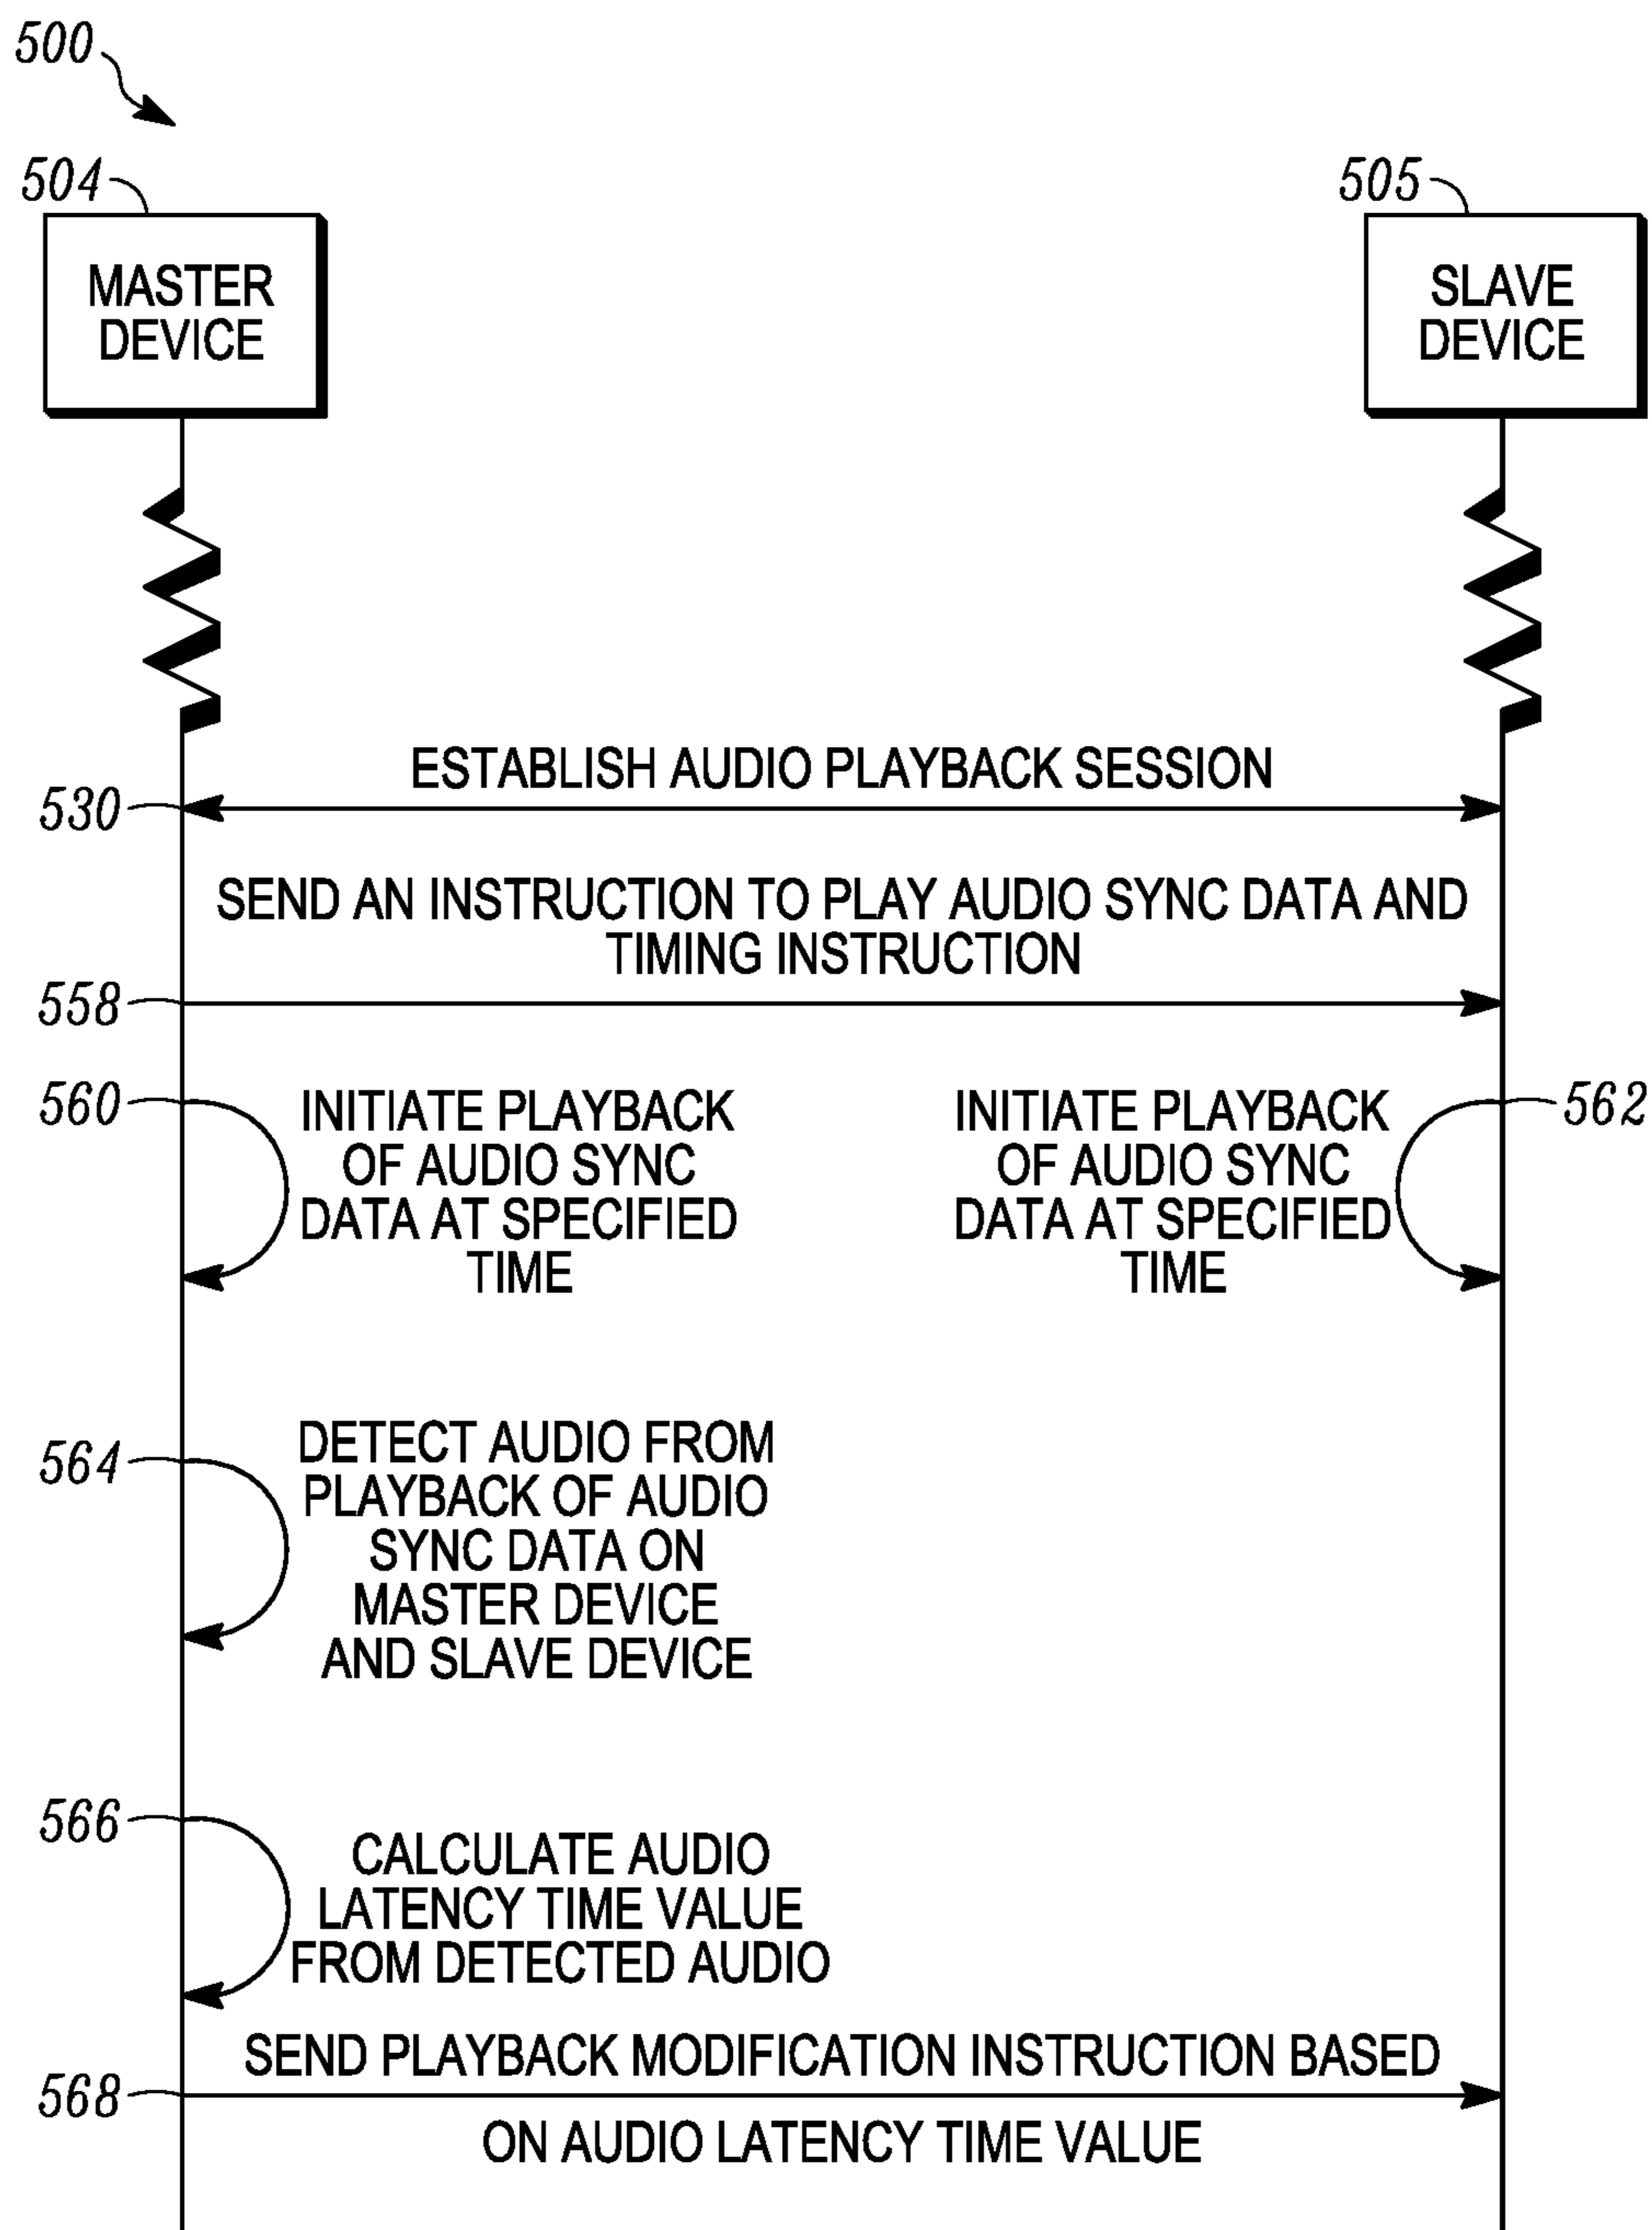 500
504
MASTER
DEVICE
505
SLAVE
DEVICE
ESTABLISH AUDIO PLAYBACK SESSION
530
SEND AN INSTRUCTION TO PLAY AUDIO SYNC DATA AND
TIMING INSTRUCTION
558
560
INITIATE PLAYBACK
OF AUDIO SYNC
DATA AT SPECIFIED
TIME
INITIATE PLAYBACK
OF AUDIO SYNC
DATA AT SPECIFIED
TIME
562
564
DETECT AUDIO FROM
PLAYBACK OF AUDIO
SYNC DATA ON
MASTER DEVICE
AND SLAVE DEVICE
566
CALCULATE AUDIO
LATENCY TIME VALUE
FROM DETECTED AUDIO
SEND PLAYBACK MODIFICATION INSTRUCTION BASED
568
ON AUDIO LATENCY TIME VALUE